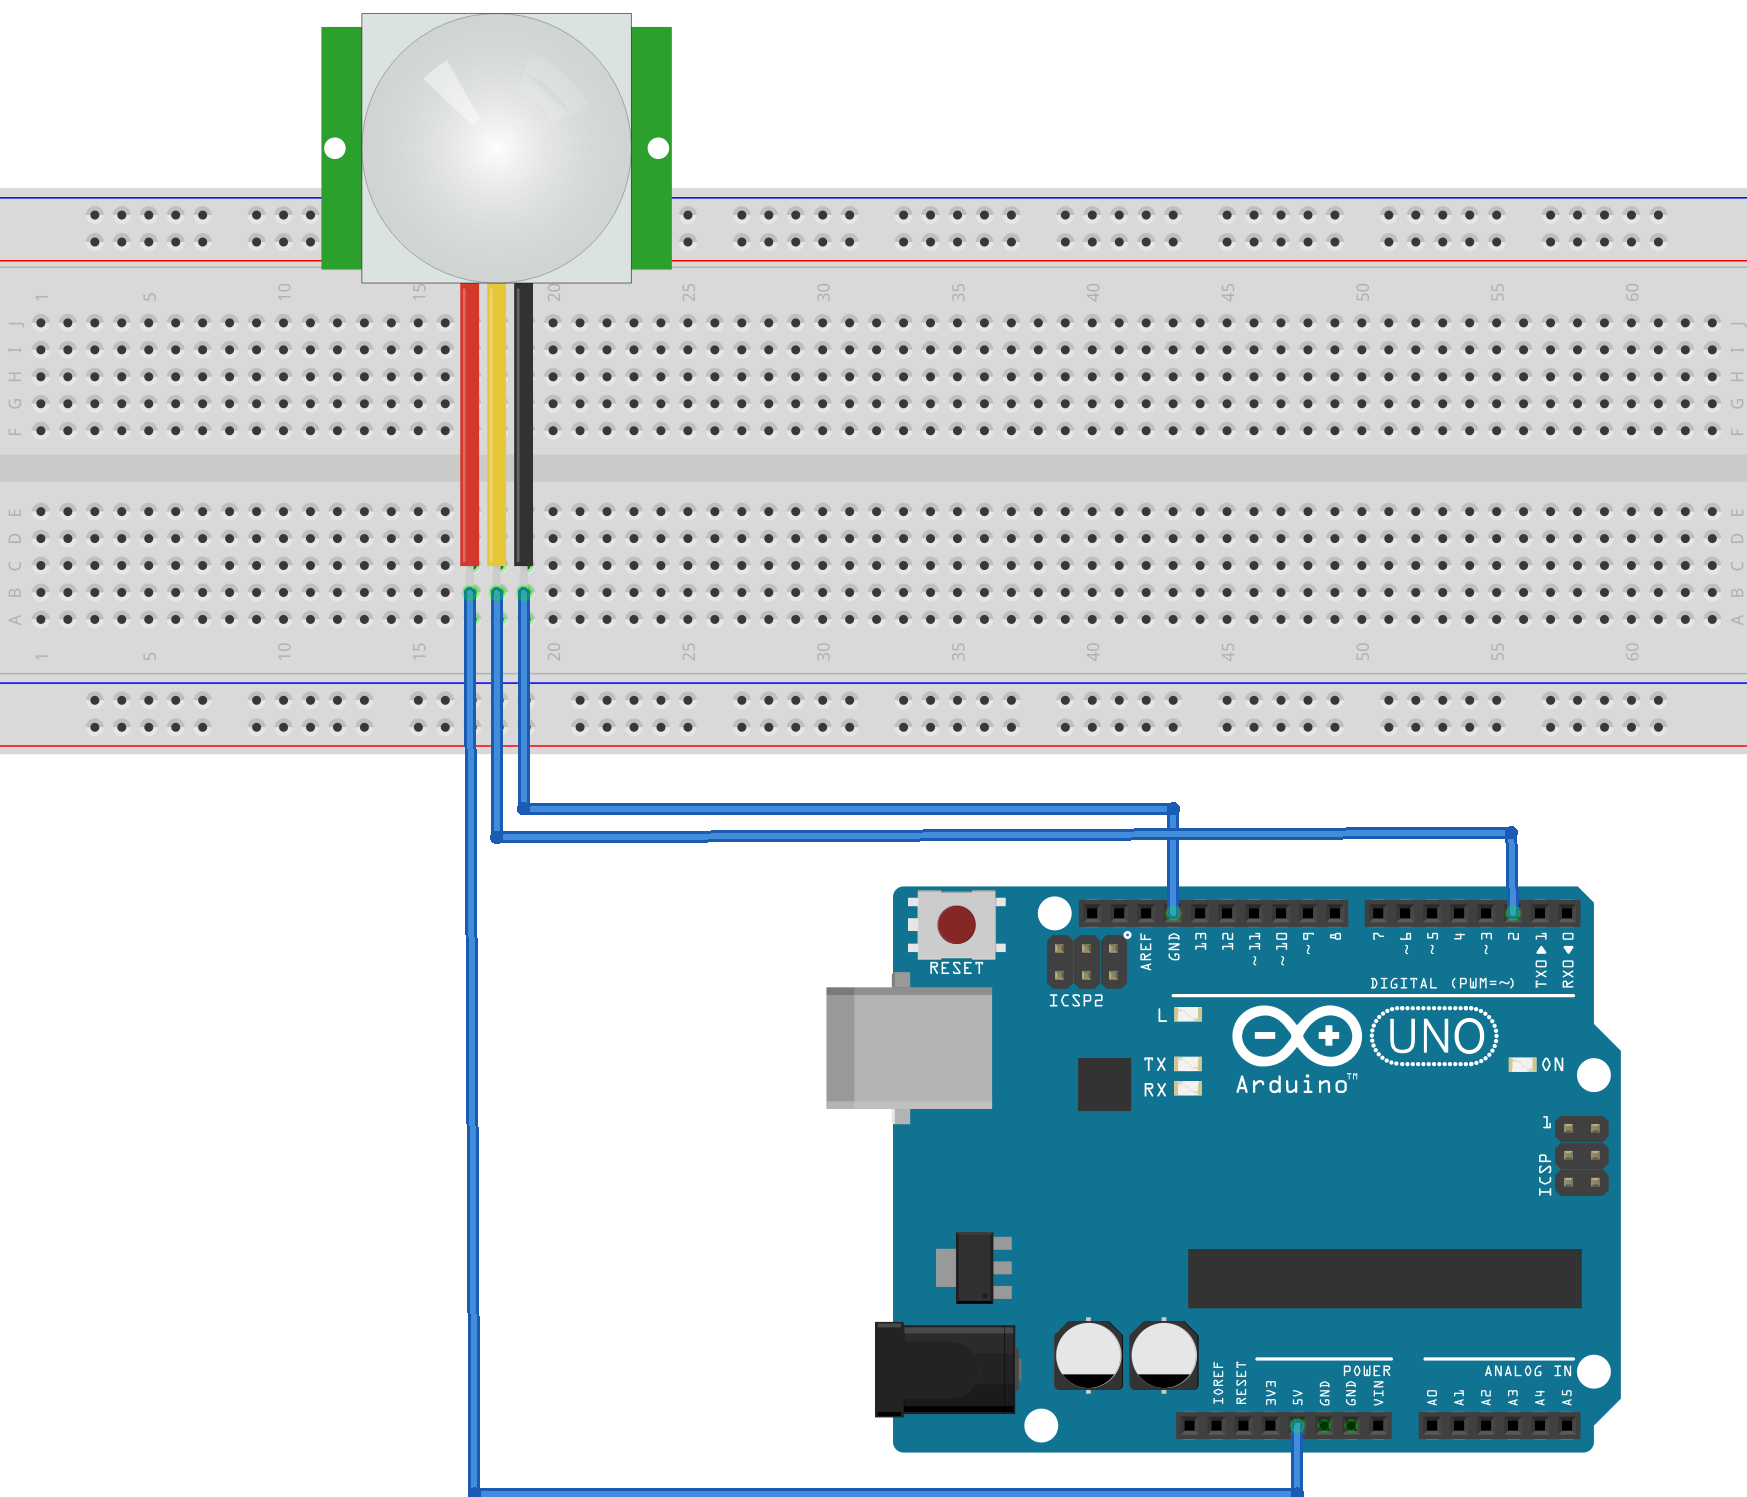 1 5 10 15 20 25 30 35 40 45 50 55 60
J J
I I
H H
G G
F F
E E
D D
C C
B B
A A
1 5 10 15 20 25 30 35 40 45 50 55 60
AREF GND 13 12 ~11 ~10 ~9 8 7 ~6 ~5 4 ~3 2 TX0▶1 RX0◀0
RESET
DIGITAL (PWM=~)
ICSP2
L
UNO
TX
ON
RX
Arduino™
1
ICSP
POWER
ANALOG IN
IOREF RESET 3V3 5V GND GND VIN A0 A1 A2 A3 A4 A5